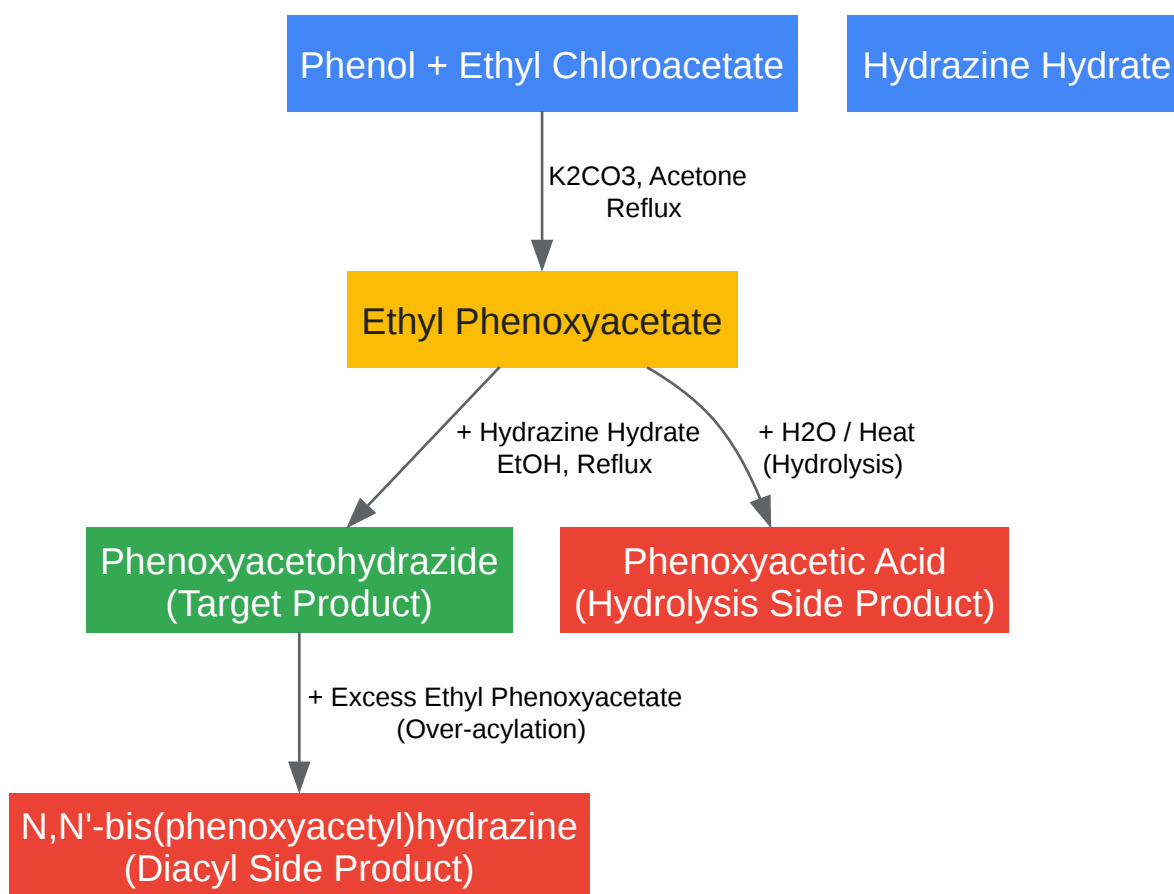 Phenol + Ethyl Chloroacetate
Hydrazine Hydrate
K2CO3, Acetone
Reflux
Ethyl Phenoxyacetate
+ Hydrazine Hydrate
EtOH, Reflux
+ H2O / Heat
(Hydrolysis)
Phenoxyacetohydrazide
(Target Product)
Phenoxyacetic Acid
(Hydrolysis Side Product)
+ Excess Ethyl Phenoxyacetate
(Over-acylation)
N,N'-bis(phenoxyacetyl)hydrazine
(Diacyl Side Product)